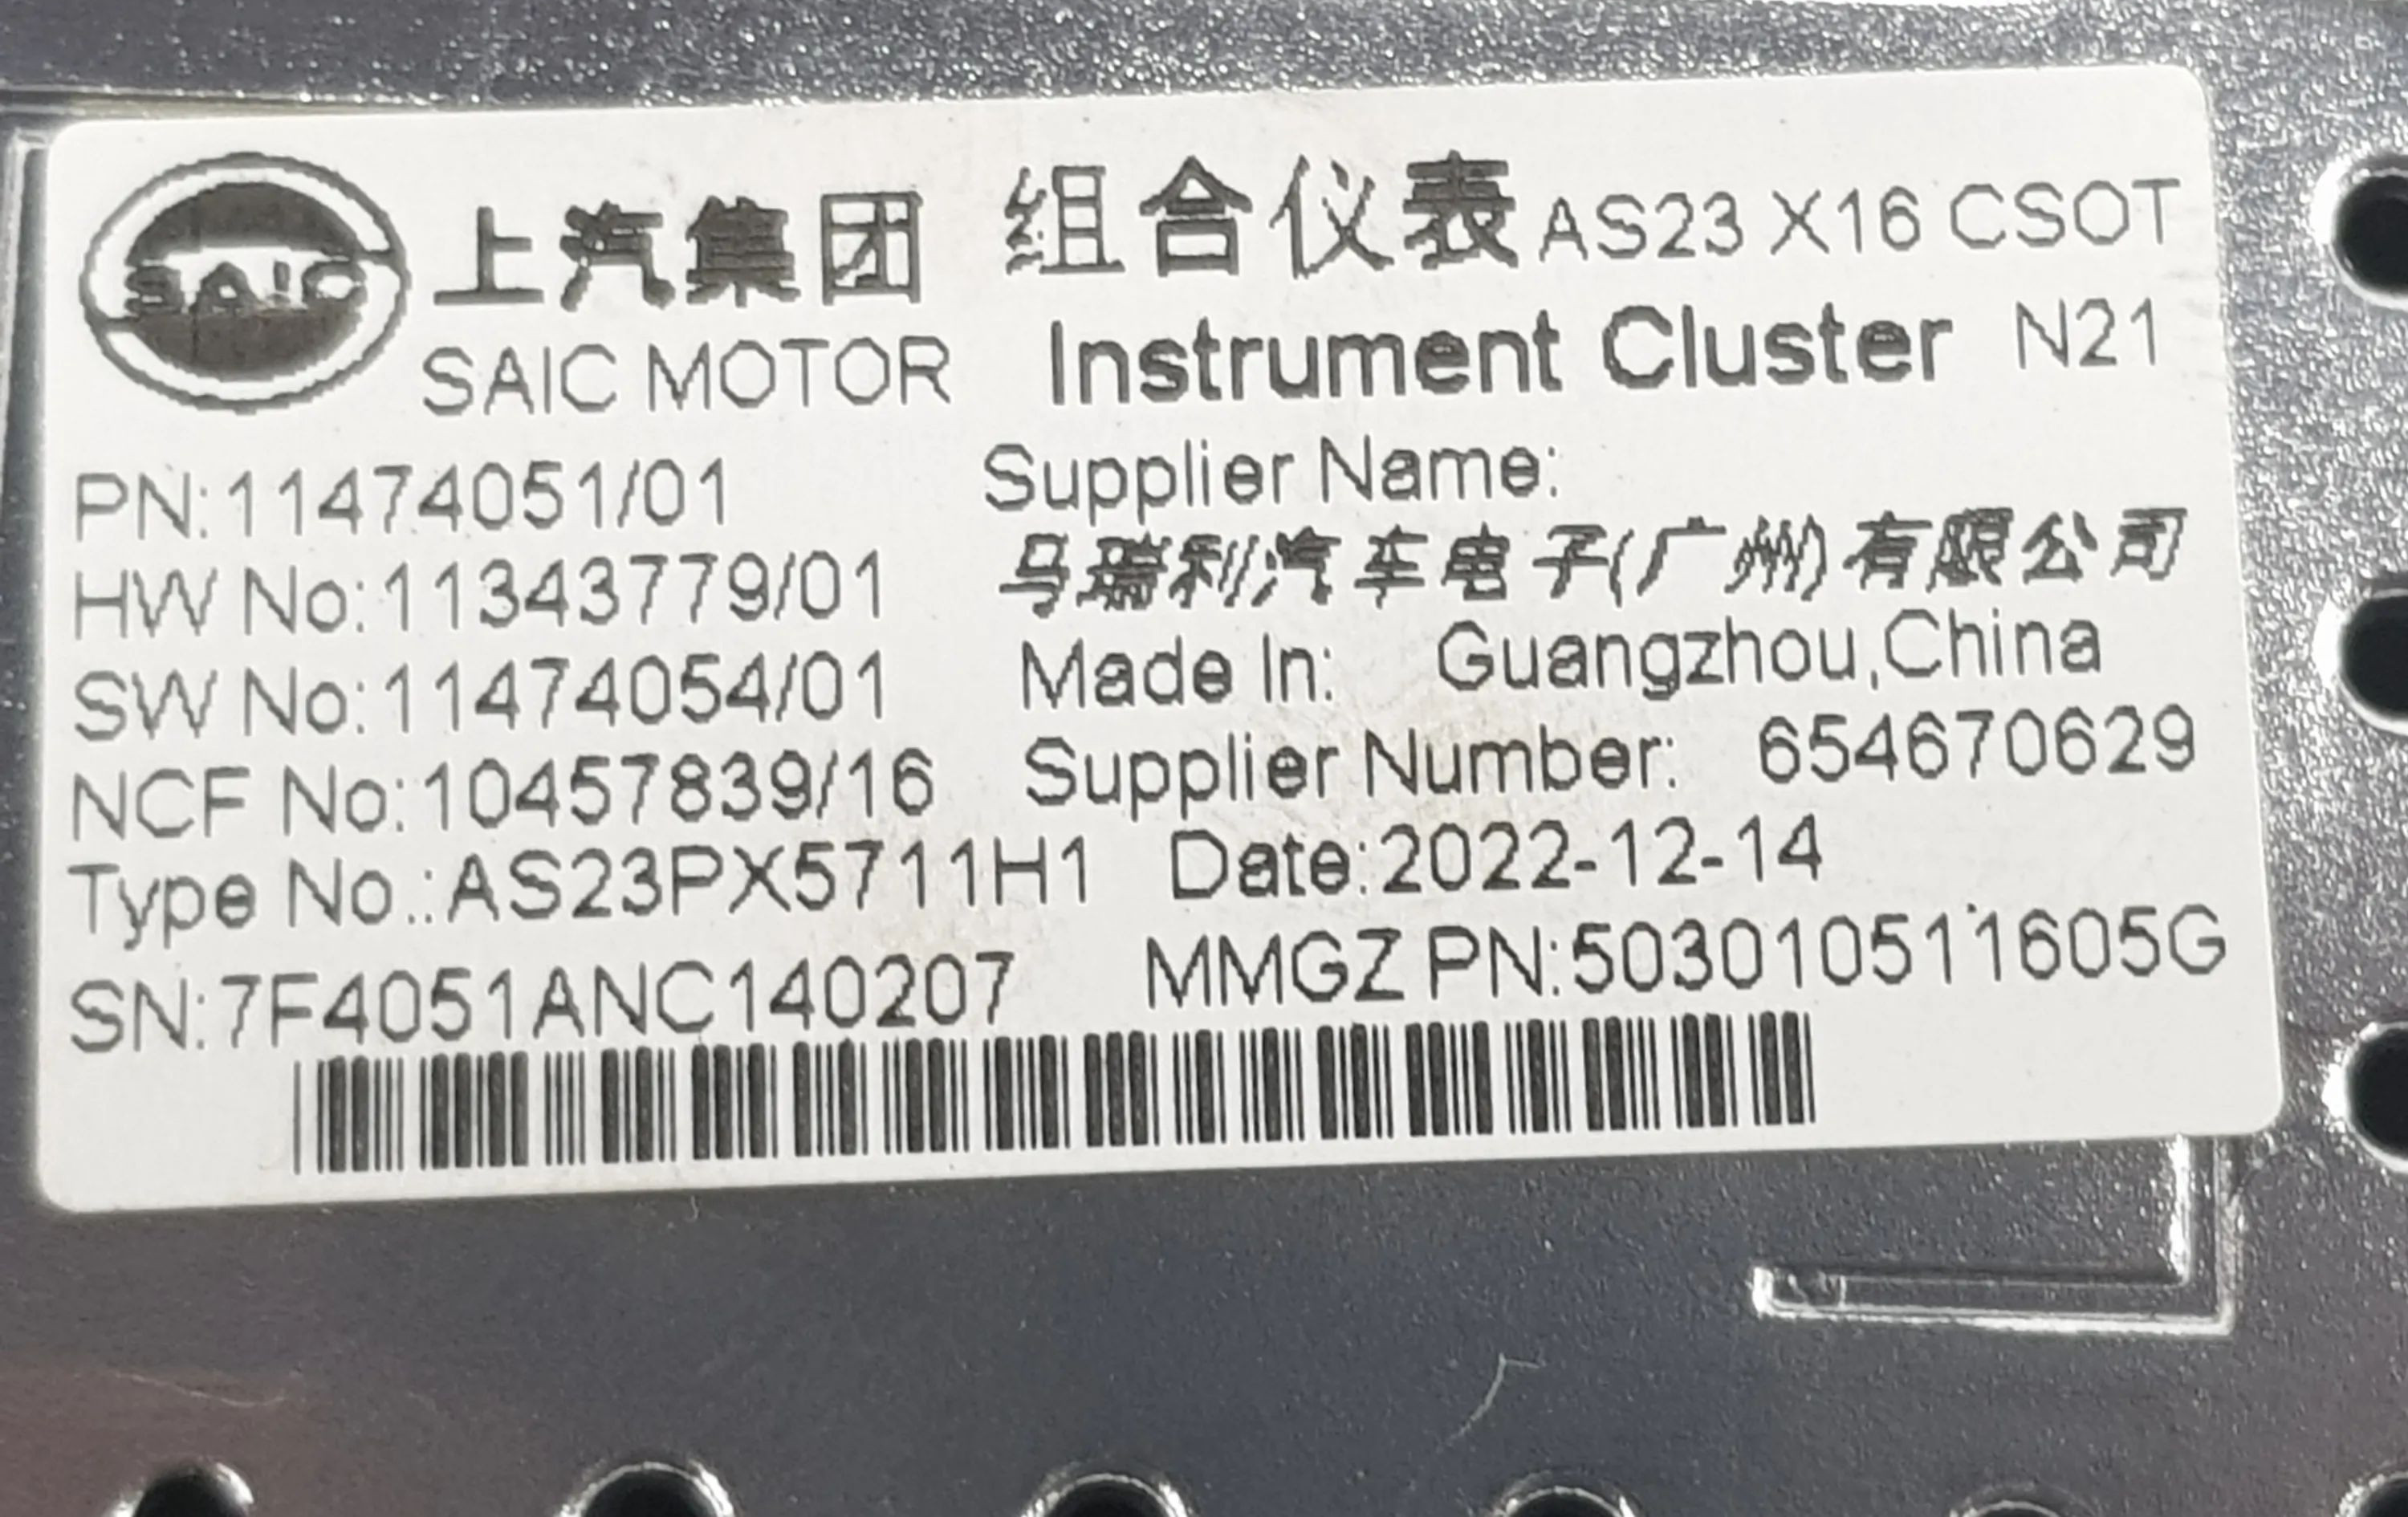 SAIC 上汽集团 组合仪表 AS23 X16 CSOT
SAIC MOTOR Instrument Cluster N21
PN:11474051/01 Supplier Name:
HW No:11343779/01 马瑞利汽车电子(广州)有限公司
SW No:11474054/01 Made In: Guangzhou,China
NCF No:10457839/16 Supplier Number: 654670629
Type No.:AS23PX5711H1 Date:2022-12-14
SN:7F4051ANC140207 MMGZ PN:503010511605G